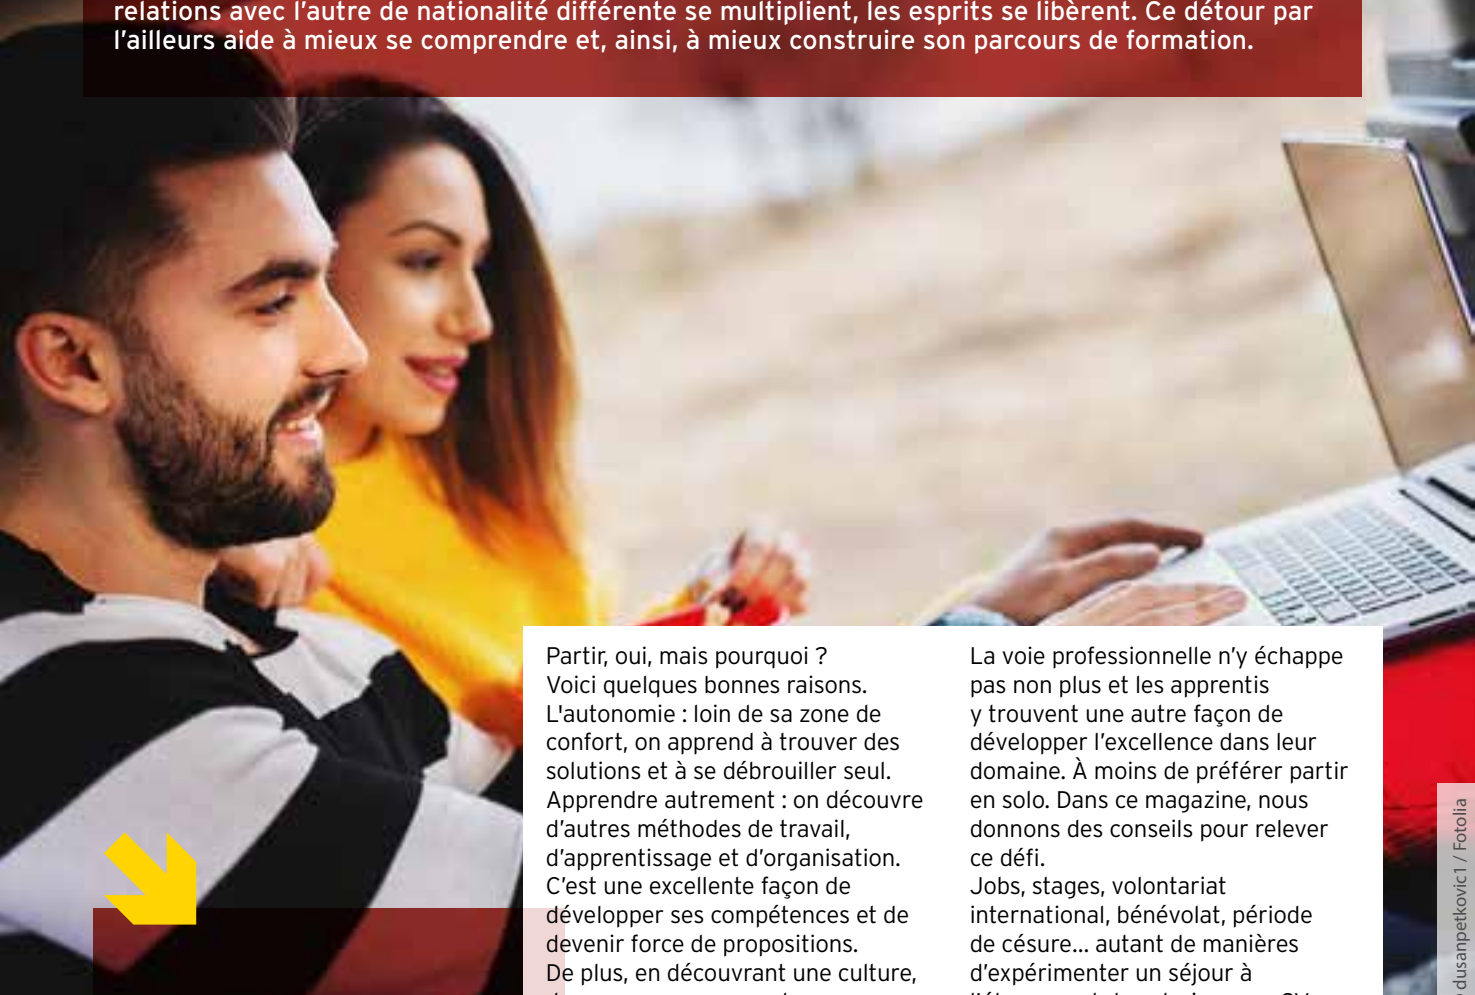 relations avec l'autre de nationalité différente se multiplient, les esprits se libèrent. Ce détour par
l'ailleurs aide à mieux se comprendre et, ainsi, à mieux construire son parcours de formation.
Partir, oui, mais pourquoi ?
Voici quelques bonnes raisons.
L'autonomie : loin de sa zone de
confort, on apprend à trouver des
solutions et à se débrouiller seul.
Apprendre autrement : on découvre
d'autres méthodes de travail,
d'apprentissage et d'organisation.
C'est une excellente façon de
développer ses compétences et de
devenir force de propositions.
De plus, en découvrant une culture,
La voie professionnelle n'y échappe
pas non plus et les apprentis
y trouvent une autre façon de
développer l'excellence dans leur
domaine. À moins de préférer partir
en solo. Dans ce magazine, nous
donnons des conseils pour relever
ce défi.
Jobs, stages, volontariat
international, bénévolat, période
de césure... autant de manières
d'expérimenter un séjour à
dusanpetkovic1 / Fotolia